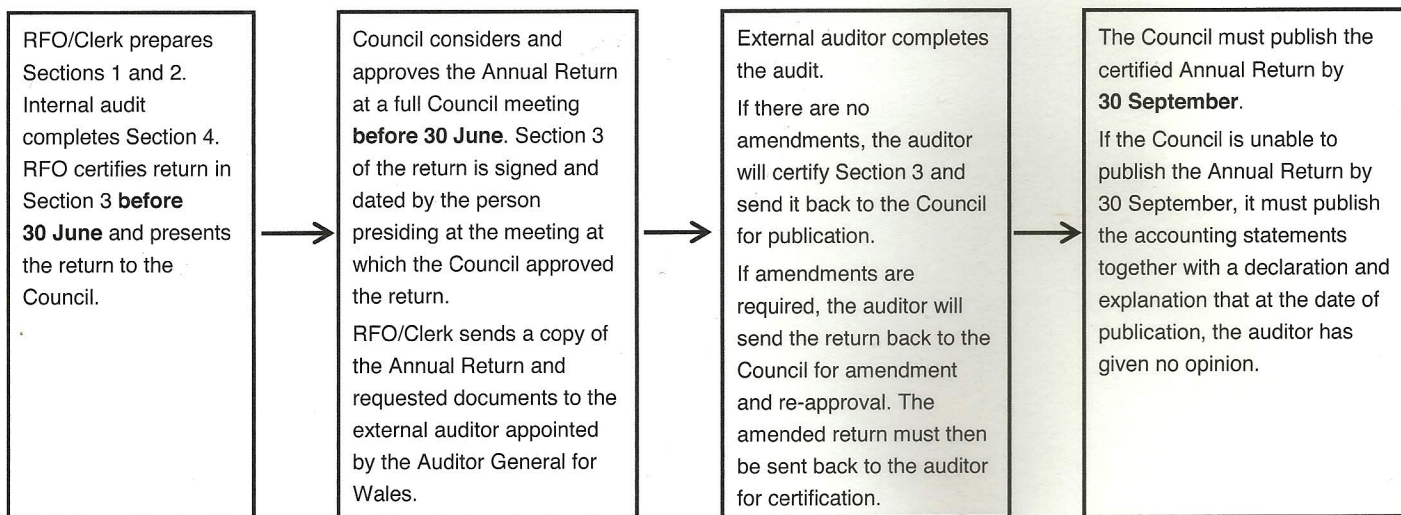 RFO/Clerk prepares
Sections 1 and 2.
Internal audit
completes Section 4.
RFO certifies return in
Section 3 before
30 June and presents
the return to the
Council.
Council considers and
approves the Annual Return
at a full Council meeting
before 30 June. Section 3
of the return is signed and
dated by the person
presiding at the meeting at
which the Council approved
the return.
RFO/Clerk sends a copy of
the Annual Return and
requested documents to the
external auditor appointed
by the Auditor General for
Wales.
External auditor completes
the audit.
If there are no
amendments, the auditor
will certify Section 3 and
send it back to the Council
for publication.
If amendments are
required, the auditor will
send the return back to the
Council for amendment
and re-approval. The
amended return must then
be sent back to the auditor
for certification.
The Council must publish the
certified Annual Return by
30 September.
If the Council is unable to
publish the Annual Return by
30 September, it must publish
the accounting statements
together with a declaration and
explanation that at the date of
publication, the auditor has
given no opinion.